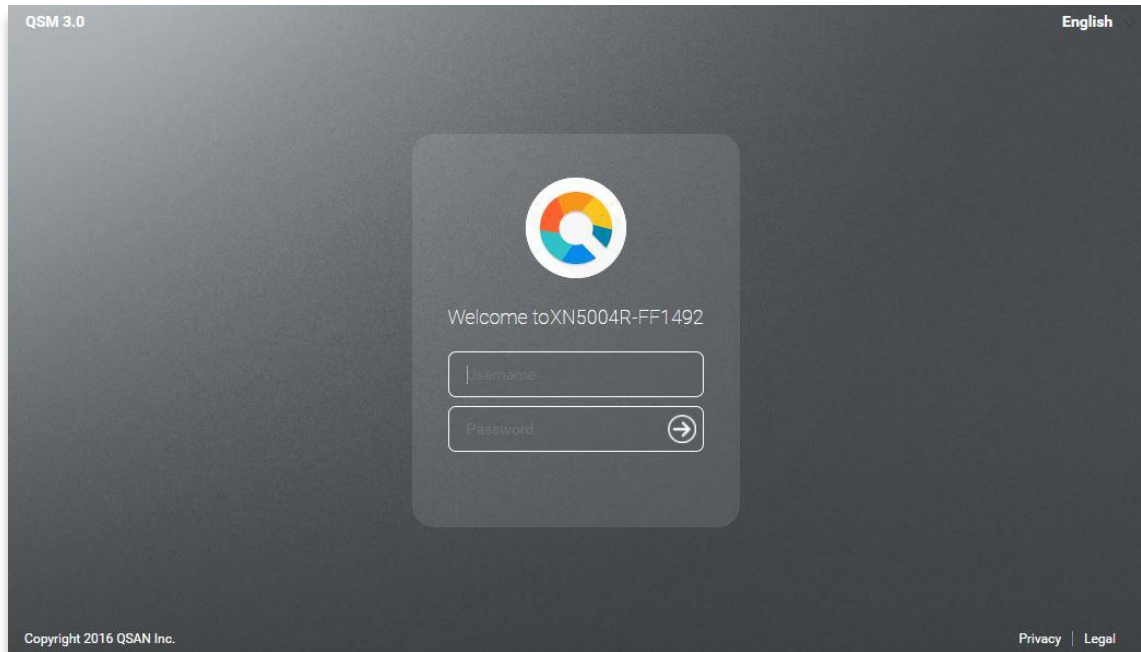 QSM 3.0
English
Welcome toXN5004R-FF1492
Username
Password
Copyright 2016 QSAN Inc.
Privacy | Legal